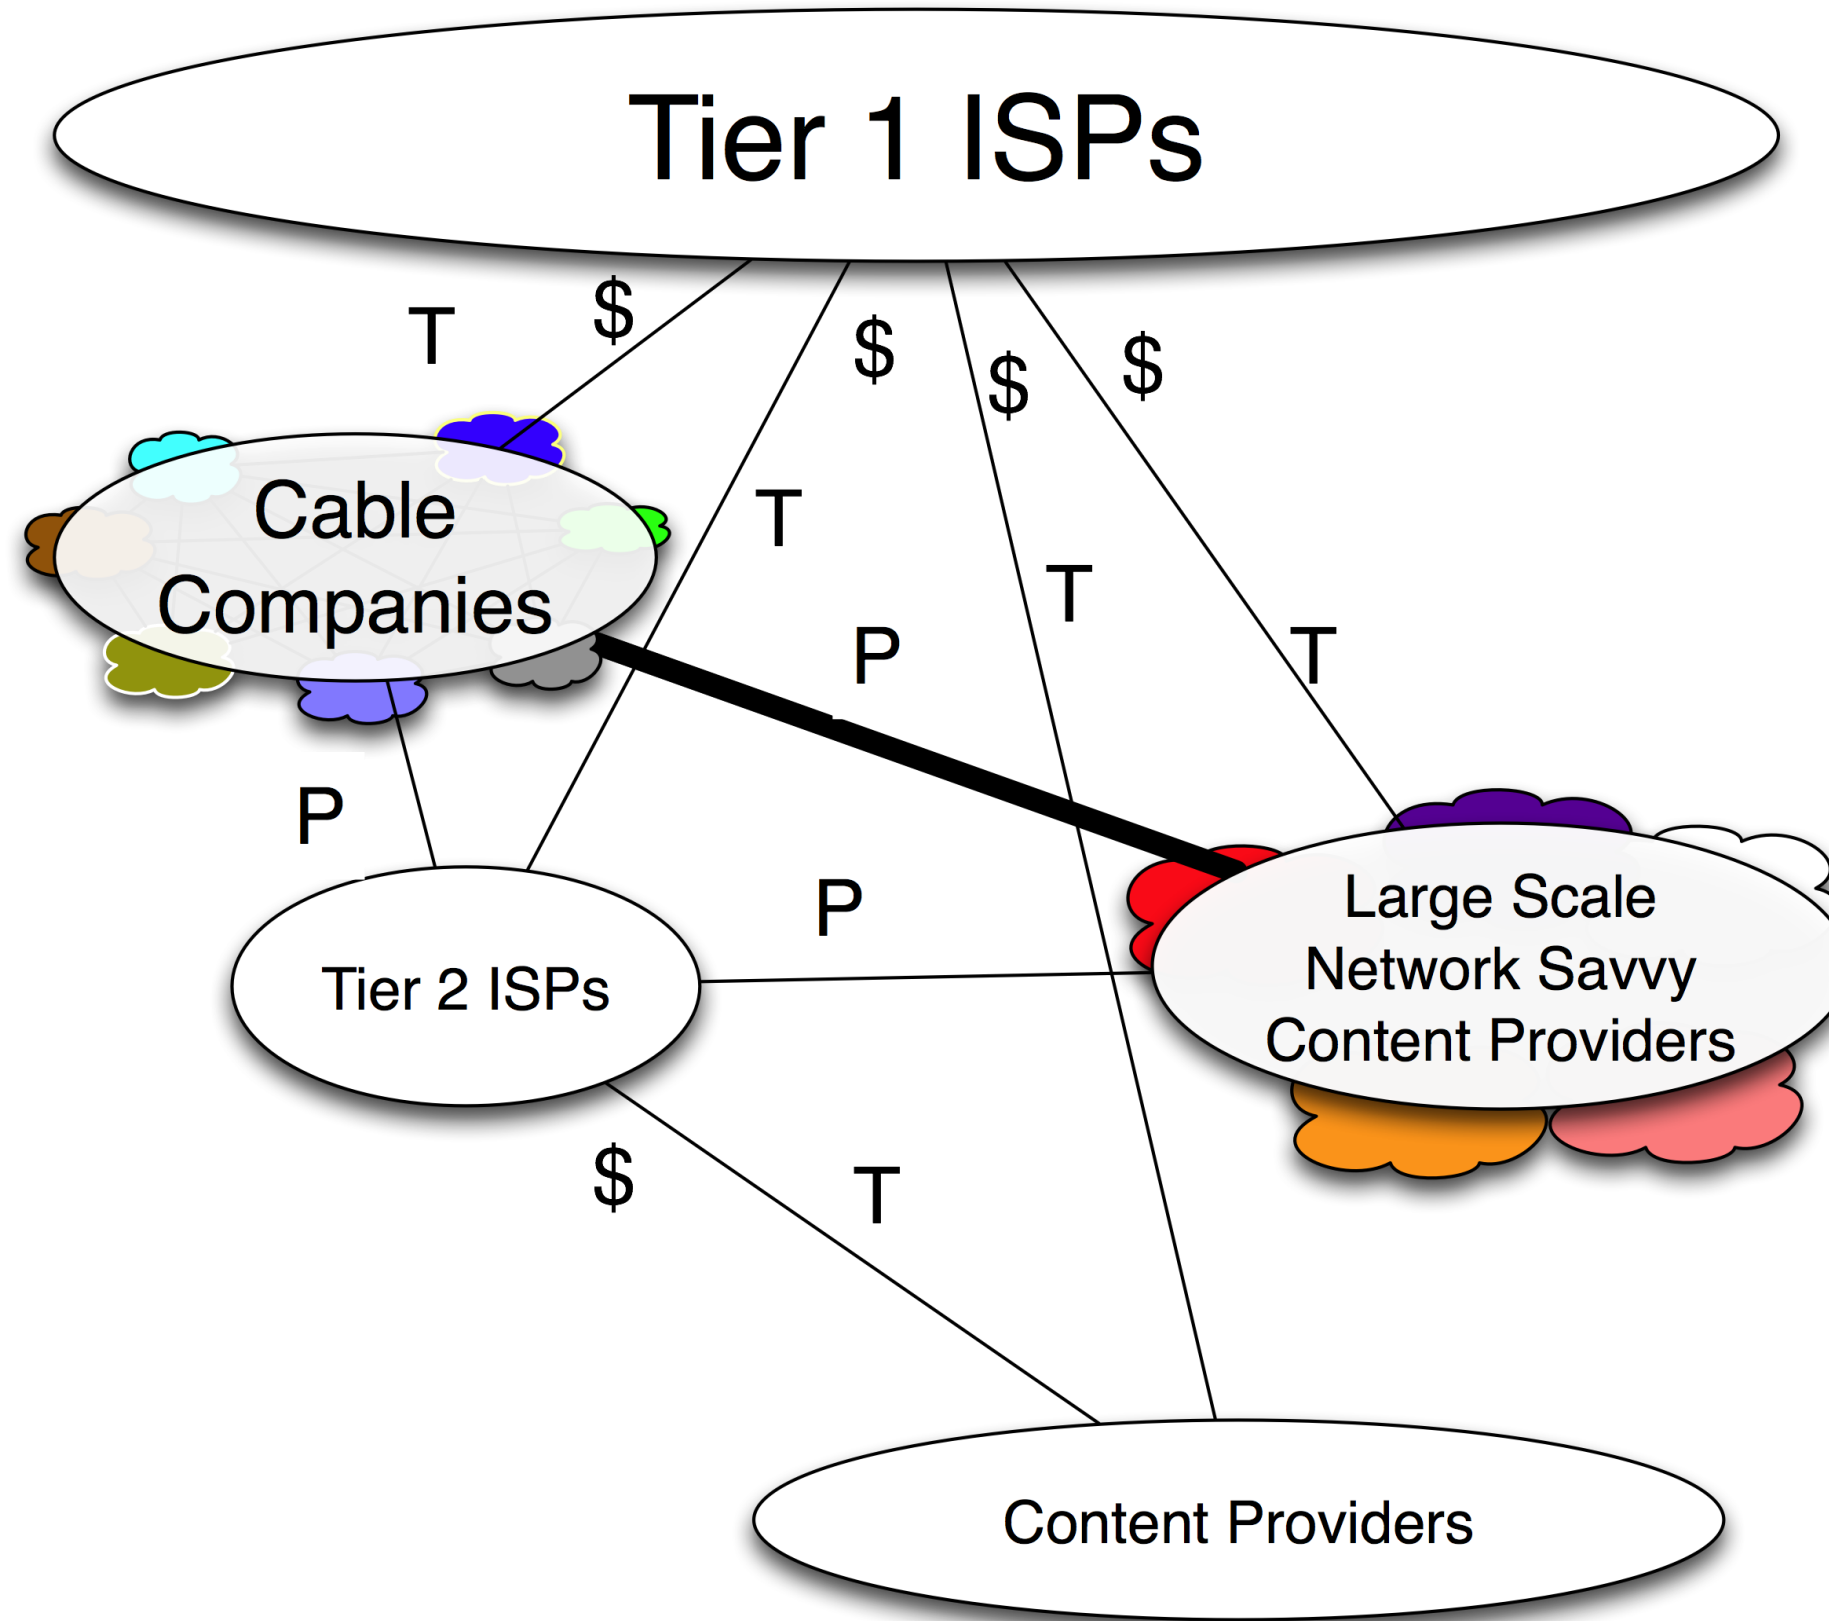 Tier 1 ISPs
T
$
$
$
$
Cable
Companies
T
T
P
T
P
P
Large Scale
Network Savvy
Content Providers
Tier 2 ISPs
$
T
Content Providers